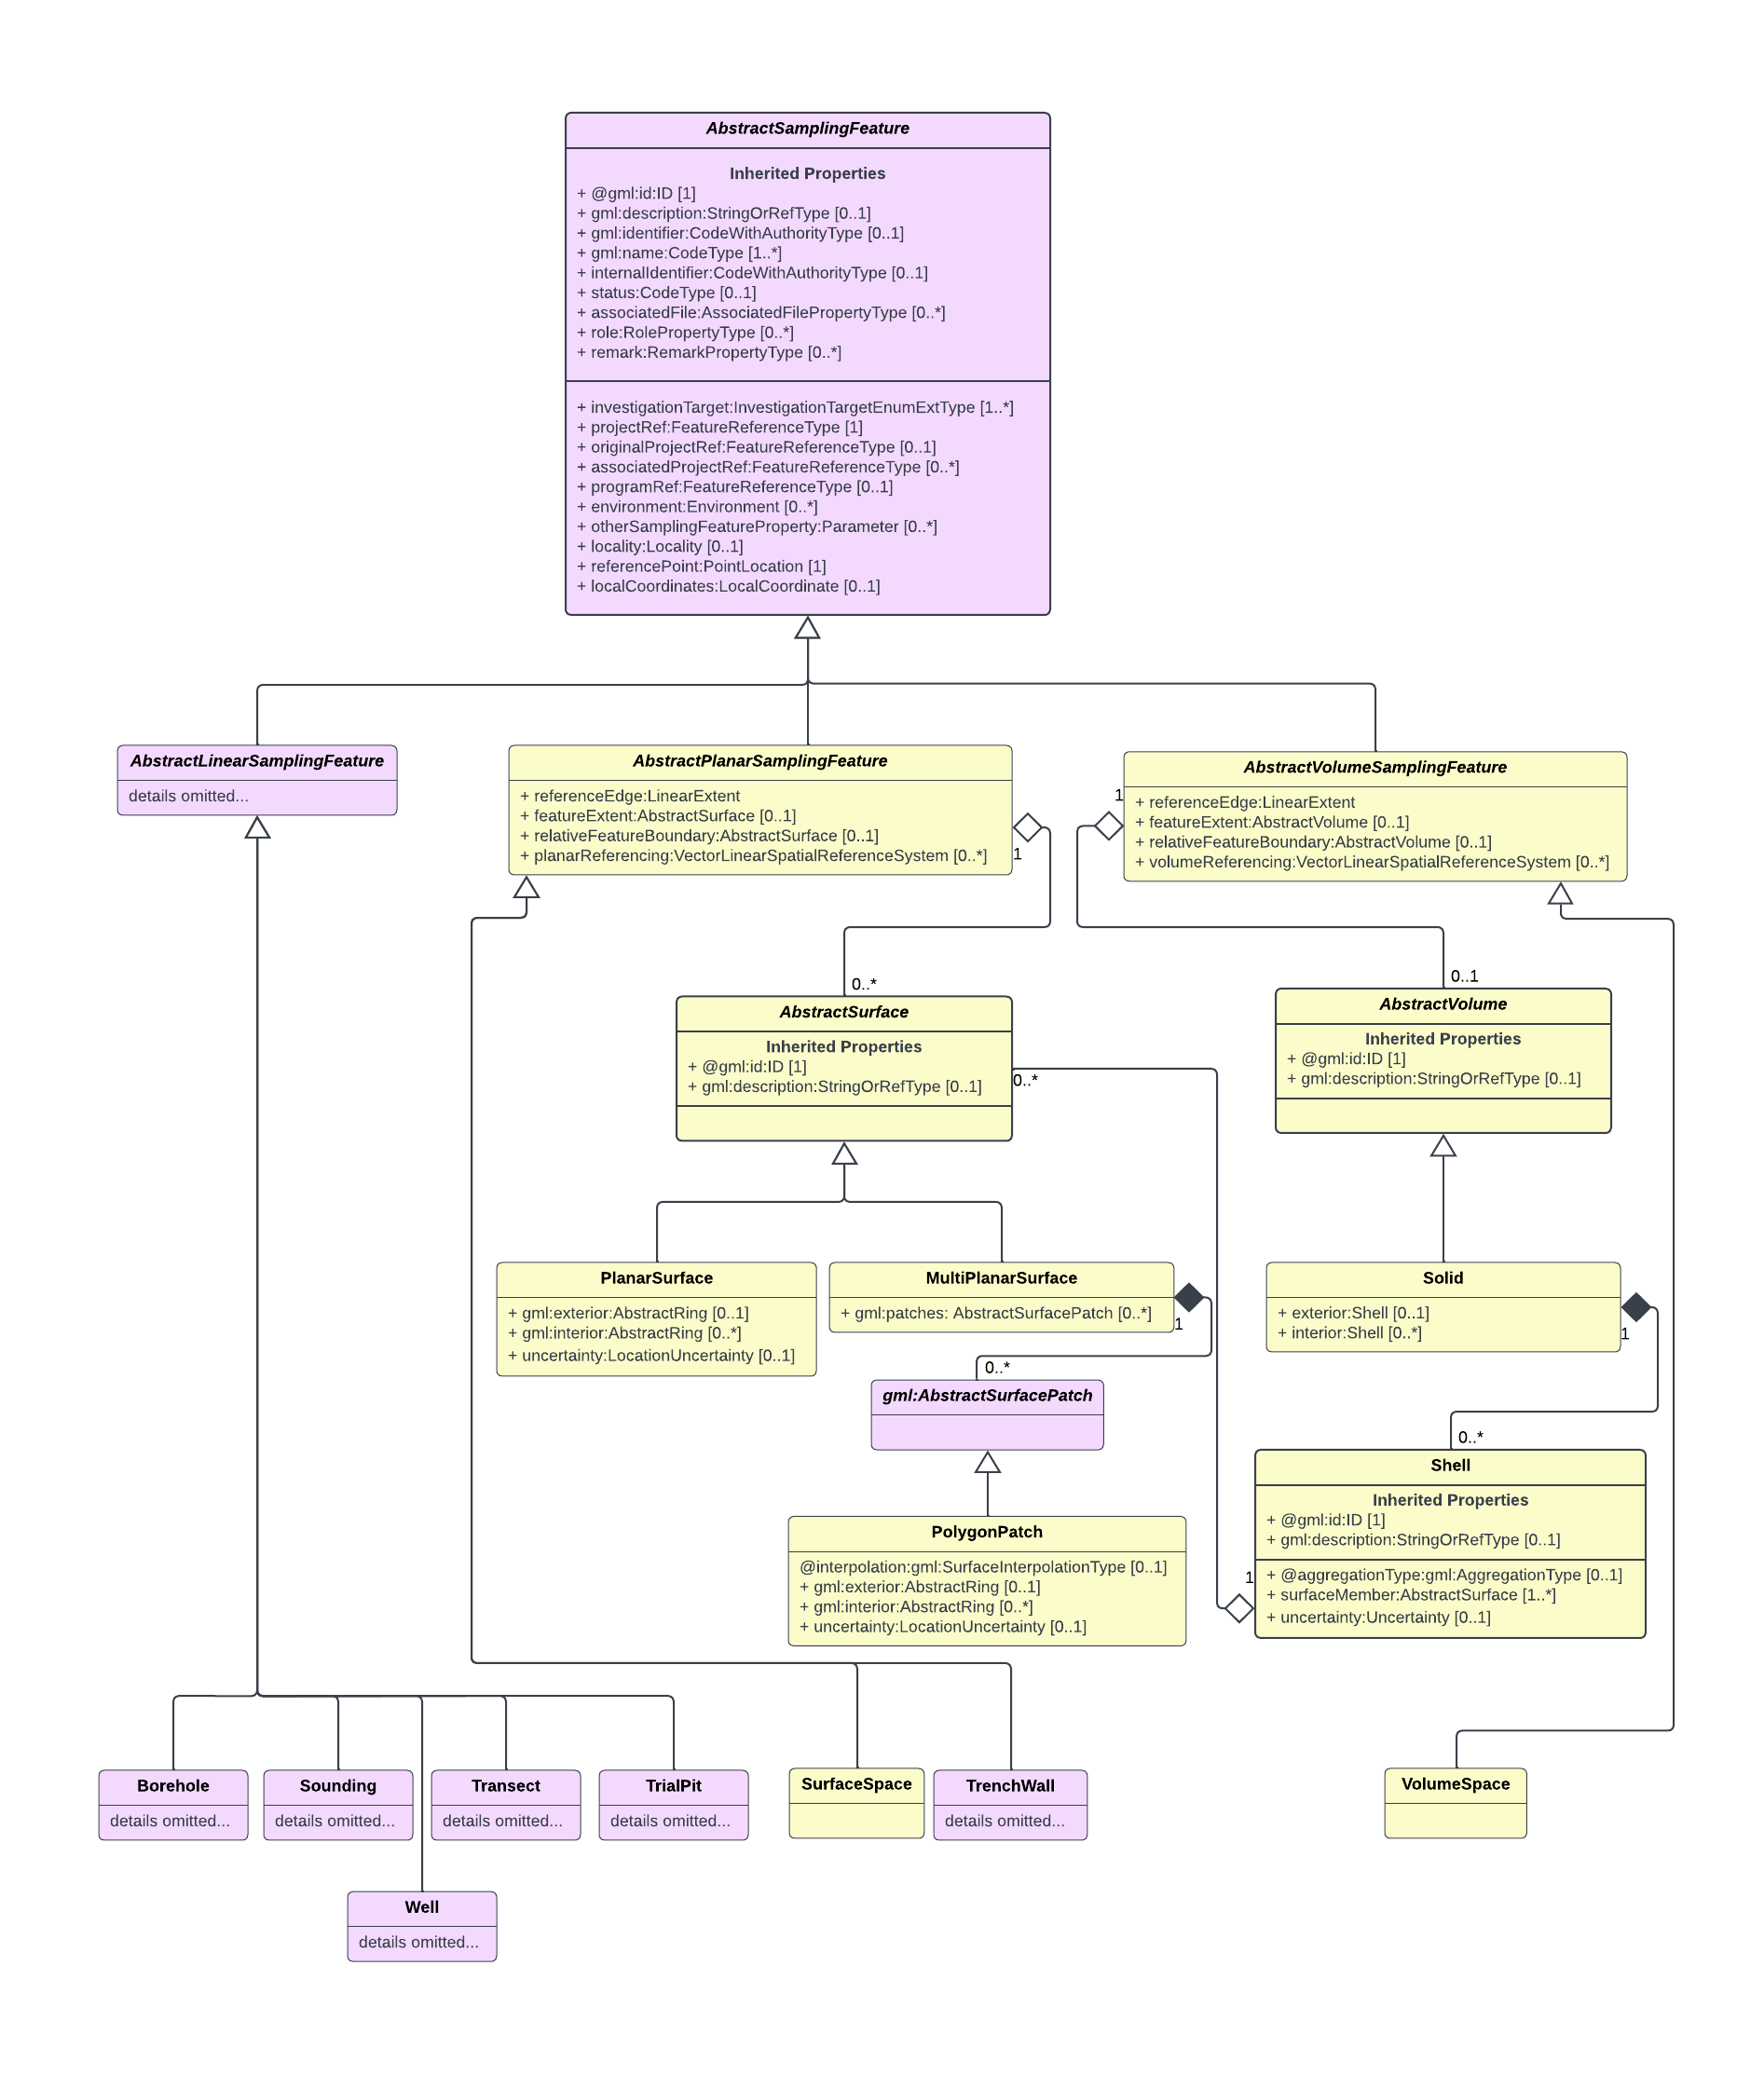 AbstractSamplingFeature
Inherited Properties
+ @gml:id:ID [1]
+ gml:description:StringOrRefType [0..1]
+ gml:identifier:CodeWithAuthorityType [0..1]
+ gml:name:CodeType [1..*]
+ internalIdentifier:CodeWithAuthorityType [0..1]
+ status:CodeType [0..1]
+ associatedFile:AssociatedFilePropertyType [0..*]
+ role:RolePropertyType [0..*]
+ remark:RemarkPropertyType [0..*]
+ investigationTarget:InvestigationTargetEnumExtType [1..*]
+ projectRef:FeatureReferenceType [1]
+ originalProjectRef:FeatureReferenceType [0..1]
+ associatedProjectRef:FeatureReferenceType [0..*]
+ programRef:FeatureReferenceType [0..1]
+ environment:Environment [0..*]
+ otherSamplingFeatureProperty:Parameter [0..*]
+ locality:Locality [0..1]
+ referencePoint:PointLocation [1]
+ localCoordinates:LocalCoordinate [0..1]
AbstractLinearSamplingFeature
details omitted...
AbstractPlanarSamplingFeature
+ referenceEdge:LinearExtent
+ featureExtent:AbstractSurface [0..1]
+ relativeFeatureBoundary:AbstractSurface [0..1]
+ planarReferencing:VectorLinearSpatialReferenceSystem [0..*]
1
1
AbstractVolumeSamplingFeature
+ referenceEdge:LinearExtent
+ featureExtent:AbstractVolume [0..1]
+ relativeFeatureBoundary:AbstractVolume [0..1]
+ volumeReferencing:VectorLinearSpatialReferenceSystem [0..*]
0..*
AbstractSurface
Inherited Properties
+ @gml:id:ID [1]
+ gml:description:StringOrRefType [0..1]
0..*
0..1
AbstractVolume
Inherited Properties
+ @gml:id:ID [1]
+ gml:description:StringOrRefType [0..1]
PlanarSurface
+ gml:exterior:AbstractRing [0..1]
+ gml:interior:AbstractRing [0..*]
+ uncertainty:LocationUncertainty [0..1]
MultiPlanarSurface
+ gml:patches: AbstractSurfacePatch [0..*]
1
Solid
+ exterior:Shell [0..1]
+ interior:Shell [0..*]
1
0..*
gml:AbstractSurfacePatch
0..*
Shell
Inherited Properties
+ @gml:id:ID [1]
+ gml:description:StringOrRefType [0..1]
+ @aggregationType:gml:AggregationType [0..1]
+ surfaceMember:AbstractSurface [1..*]
+ uncertainty:Uncertainty [0..1]
1
PolygonPatch
@interpolation:gml:SurfaceInterpolationType [0..1]
+ gml:exterior:AbstractRing [0..1]
+ gml:interior:AbstractRing [0..*]
+ uncertainty:LocationUncertainty [0..1]
Borehole
details omitted...
Sounding
details omitted...
Transect
details omitted...
TrialPit
details omitted...
SurfaceSpace
TrenchWall
details omitted...
VolumeSpace
Well
details omitted...